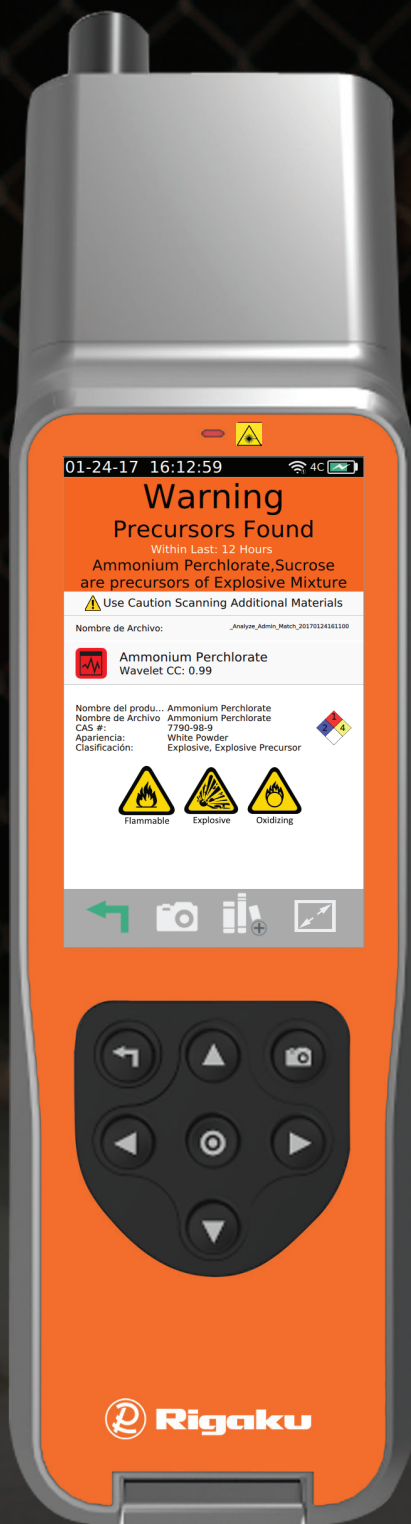 01-24-17 16:12:59 4C
Warning
Precursors Found
Within Last: 12 Hours
Ammonium Perchlorate,Sucrose
are precursors of Explosive Mixture
Use Caution Scanning Additional Materials
Nombre de Archivo: _Analyze_Admin_Match_20170124161100
Ammonium Perchlorate
Wavelet CC: 0.99
Nombre del produ... Ammonium Perchlorate
Nombre de Archivo Ammonium Perchlorate
CAS #: 7790-98-9
Apariencia: White Powder
Clasificación: Explosive, Explosive Precursor
1
2 4
Flammable Explosive Oxidizing
Rigaku